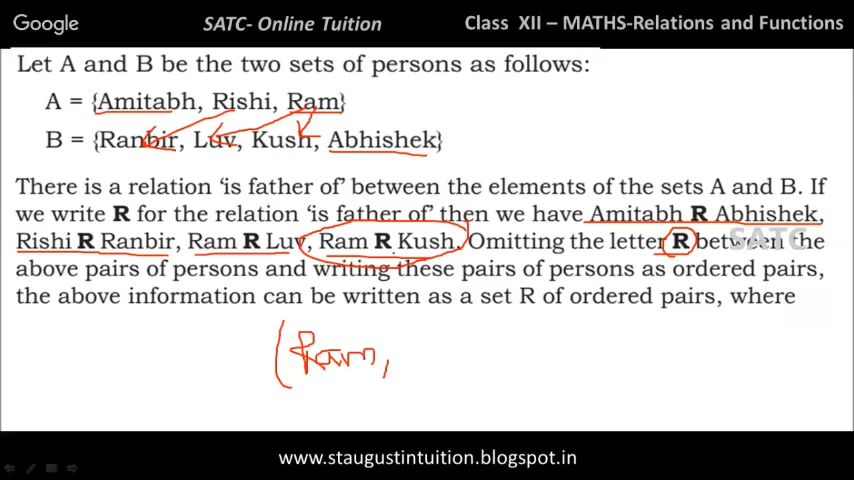 Google SATC- Online Tuition Class XII – MATHS-Relations and Functions
Let A and B be the two sets of persons as follows:
A = {Amitabh, Rishi, Ram}
B = {Ranbir, Luv, Kush, Abhishek}
There is a relation ‘is father of’ between the elements of the sets A and B. If
we write R for the relation ‘is father of’ then we have Amitabh R Abhishek,
Rishi R Ranbir, Ram R Luv, Ram R Kush. Omitting the letter R between the
SATC
above pairs of persons and writing these pairs of persons as ordered pairs,
the above information can be written as a set R of ordered pairs, where
(Ram,
www.staugustintuition.blogspot.in